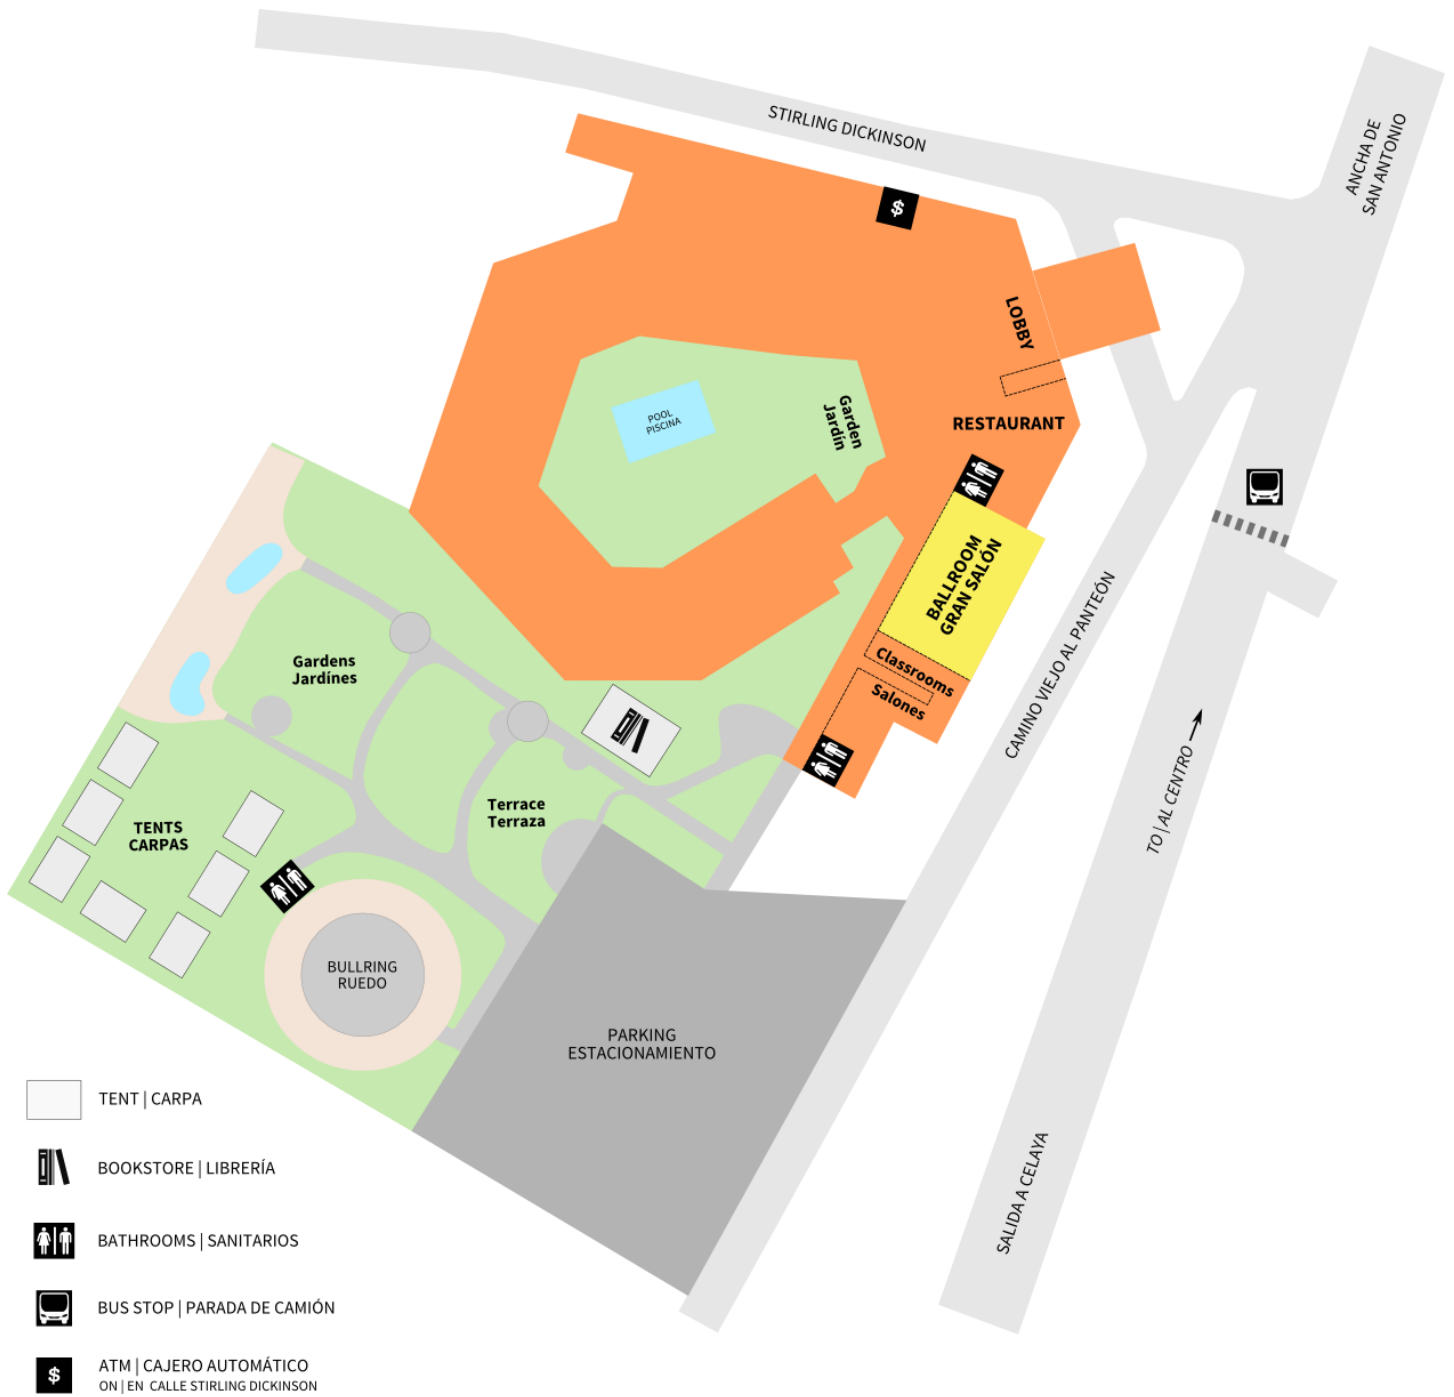 STIRLING DICKINSON
ANCHA DE
SAN ANTONIO
$
LOBBY
RESTAURANT
Garden
Jardín
POOL
PISCINA
BALLROOM
GRAN SALÓN
Classrooms
Salones
CAMINO VIEJO AL PANTEÓN
TO | AL CENTRO
SALIDA A CELAYA
Gardens
Jardínes
Terrace
Terraza
TENTS
CARPAS
BULLRING
RUEDO
PARKING
ESTACIONAMIENTO
TENT | CARPA
BOOKSTORE | LIBRERÍA
BATHROOMS | SANITARIOS
BUS STOP | PARADA DE CAMIÓN
$
ATM | CAJERO AUTOMÁTICO
ON | EN CALLE STIRLING DICKINSON